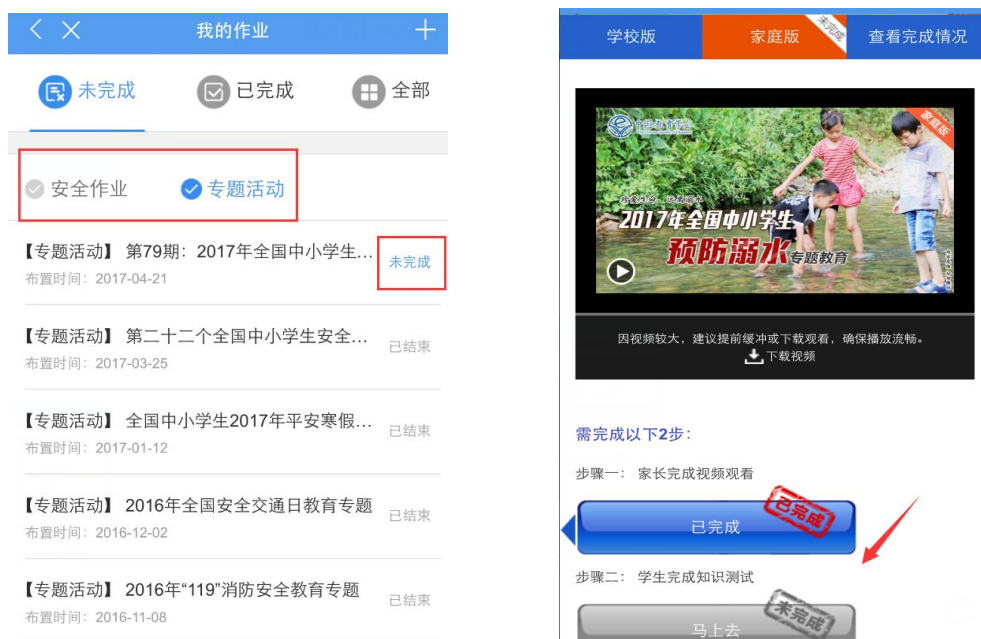 我的作业
未完成
已完成
全部
安全作业
专题活动
【专题活动】 第79期：2017年全国中小学生...
未完成
布置时间：2017-04-21
【专题活动】 第二十二个全国中小学生安全...
已结束
布置时间：2017-03-25
【专题活动】 全国中小学生2017年平安寒假...
已结束
布置时间：2017-01-12
【专题活动】 2016年全国安全交通日教育专题
已结束
布置时间：2016-12-02
【专题活动】 2016年“119”消防安全教育专题
已结束
布置时间：2016-11-08
学校版
家庭版
未完成
查看完成情况
中国教育学会
家庭版
珍爱生命 远离溺水
2017年全国中小学生
预防溺水专题教育
因视频较大，建议提前缓冲或下载观看，确保播放流畅。
下载视频
需完成以下2步：
步骤一： 家长完成视频观看
已完成
已完成
步骤二： 学生完成知识测试
未完成
马上去